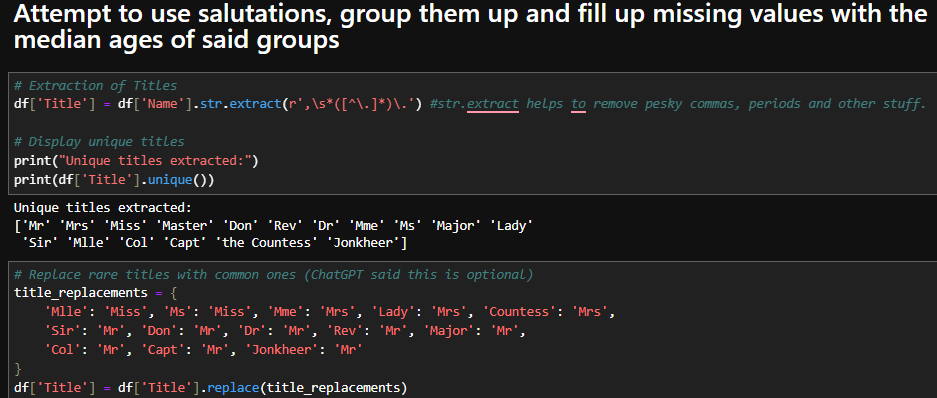 Attempt to use salutations, group them up and fill up missing values with the
median ages of said groups
# Extraction of Titles
df['Title'] = df['Name'].str.extract(r',\s*([^\.]*)\.') #str.extract helps to remove pesky commas, periods and other stuff.
# Display unique titles
print("Unique titles extracted:")
print(df['Title'].unique())
Unique titles extracted:
['Mr' 'Mrs' 'Miss' 'Master' 'Don' 'Rev' 'Dr' 'Mme' 'Ms' 'Major' 'Lady'
'Sir' 'Mlle' 'Col' 'Capt' 'the Countess' 'Jonkheer']
# Replace rare titles with common ones (ChatGPT said this is optional)
title_replacements = {
'Mlle': 'Miss', 'Ms': 'Miss', 'Mme': 'Mrs', 'Lady': 'Mrs', 'Countess': 'Mrs',
'Sir': 'Mr', 'Don': 'Mr', 'Dr': 'Mr', 'Rev': 'Mr', 'Major': 'Mr',
'Col': 'Mr', 'Capt': 'Mr', 'Jonkheer': 'Mr'
}
df['Title'] = df['Title'].replace(title_replacements)